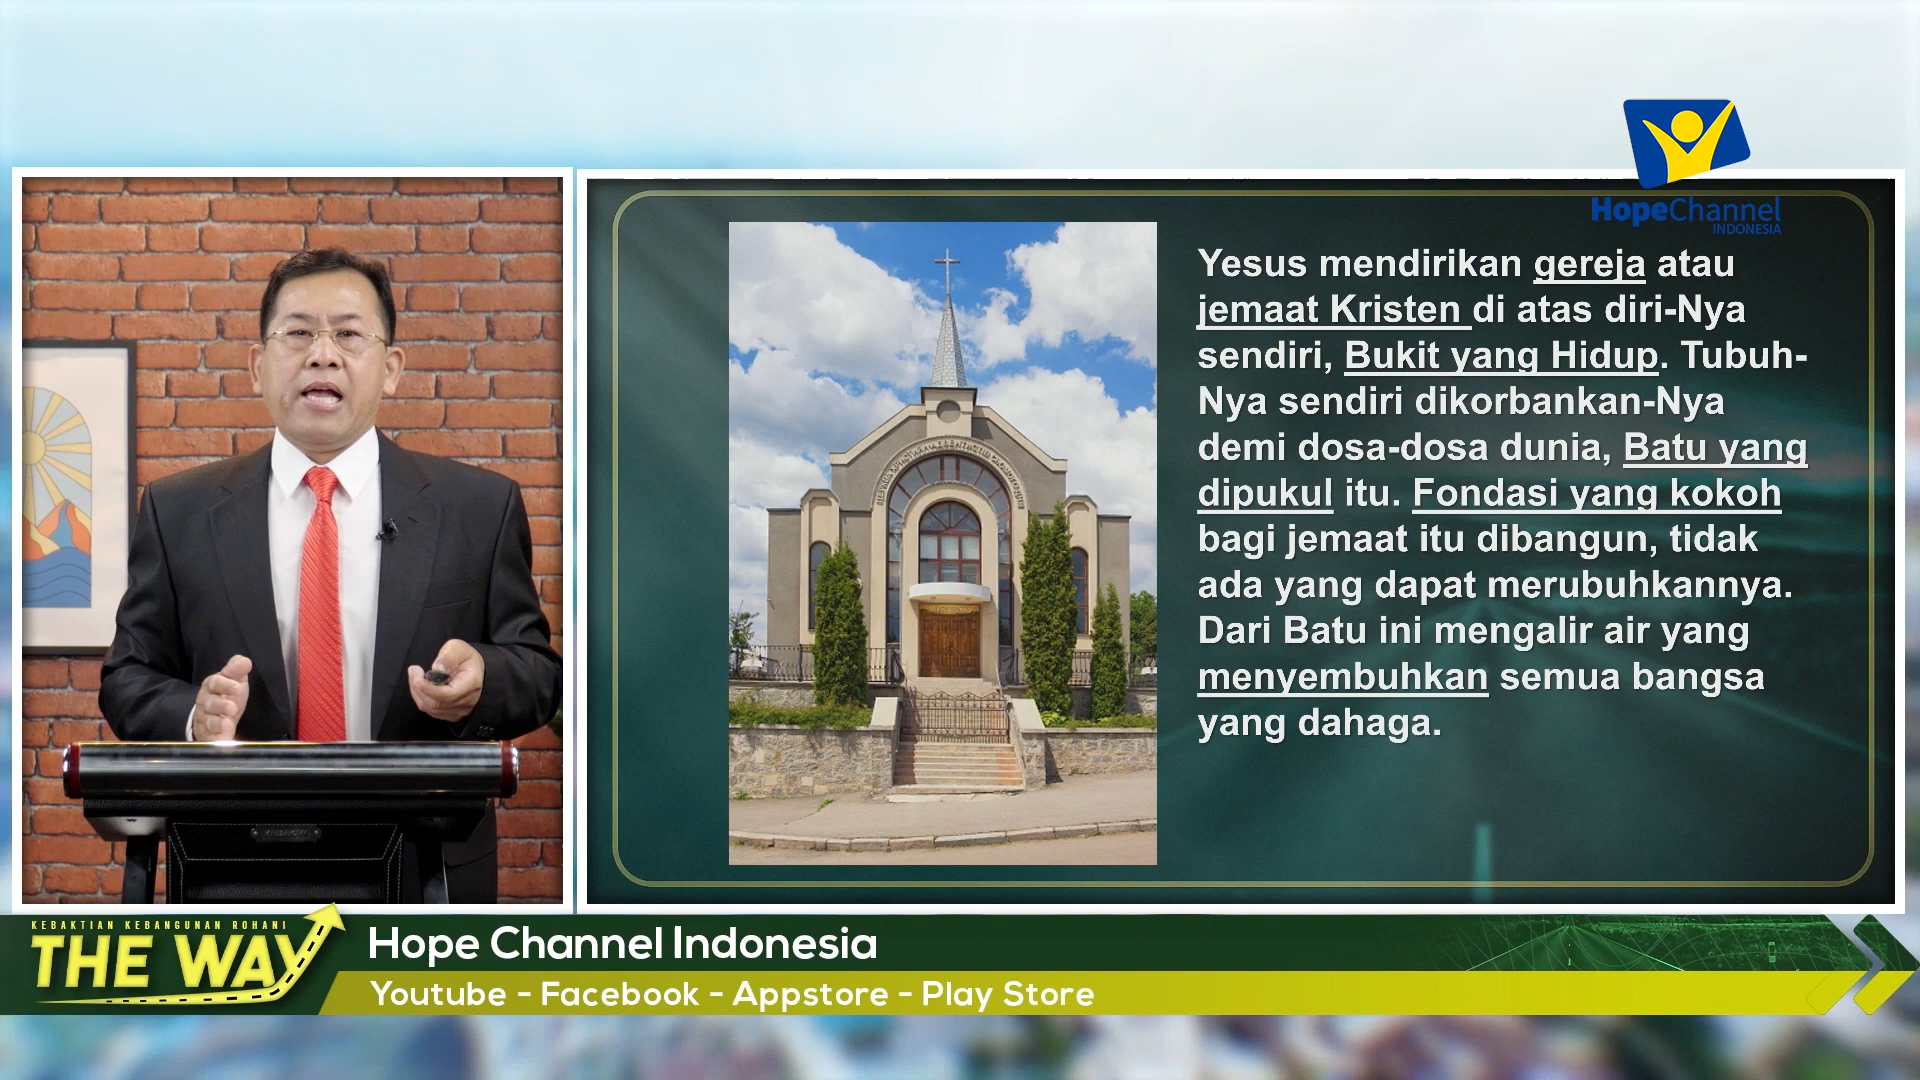 HopeChannel
INDONESIA
Yesus mendirikan gereja atau
jemaat Kristen di atas diri-Nya
sendiri, Bukit yang Hidup. Tubuh-
Nya sendiri dikorbankan-Nya
demi dosa-dosa dunia, Batu yang
dipukul itu. Fondasi yang kokoh
bagi jemaat itu dibangun, tidak
ada yang dapat merubuhkannya.
Dari Batu ini mengalir air yang
menyembuhkan semua bangsa
yang dahaga.
KEBAKTIAN KEBANGUNAN ROHANI
THE WAY
Hope Channel Indonesia
Youtube - Facebook - Appstore - Play Store